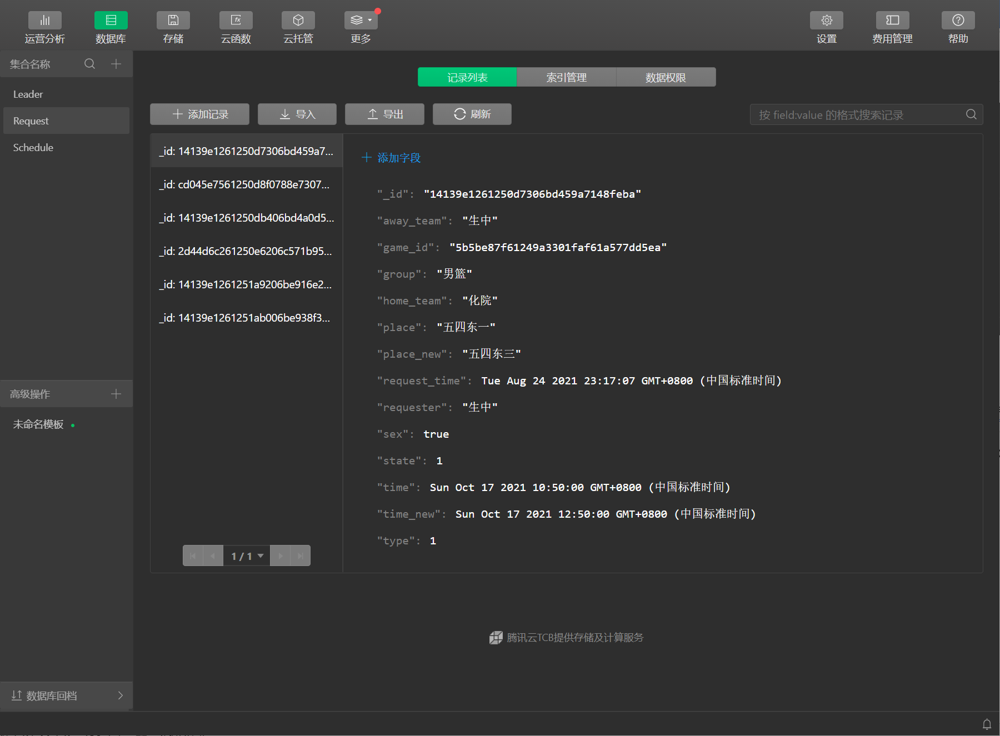 运营分析
数据库
存储
云函数
云托管
更多
设置
费用管理
帮助
集合名称
Leader
Request
Schedule
高级操作
未命名模板
数据库回档
记录列表
索引管理
数据权限
添加记录
导入
导出
刷新
按 field:value 的格式搜索记录
_id: 14139e1261250d7306bd459a7...
_id: cd045e7561250d8f0788e7307...
_id: 14139e1261250db406bd4a0d5...
_id: 2d44d6c261250e6206c571b95...
_id: 14139e1261251a9206be916e2...
_id: 14139e1261251ab006be938f3...
1 / 1
添加字段
"_id": "14139e1261250d7306bd459a7148feba"
"away_team": "生中"
"game_id": "5b5be87f61249a3301faf61a577dd5ea"
"group": "男篮"
"home_team": "化院"
"place": "五四东一"
"place_new": "五四东三"
"request_time": Tue Aug 24 2021 23:17:07 GMT+0800 (中国标准时间)
"requester": "生中"
"sex": true
"state": 1
"time": Sun Oct 17 2021 10:50:00 GMT+0800 (中国标准时间)
"time_new": Sun Oct 17 2021 12:50:00 GMT+0800 (中国标准时间)
"type": 1
腾讯云TCB提供存储及计算服务